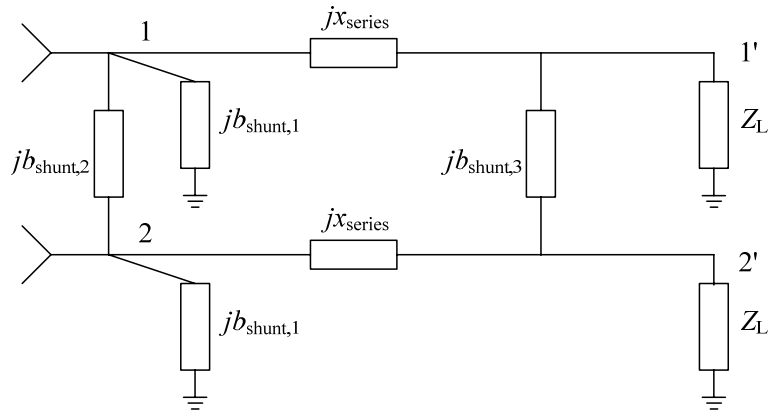 1
jx_series
1'
jb_shunt,1
Z_L
jb_shunt,2
jb_shunt,3
2
jx_series
2'
jb_shunt,1
Z_L